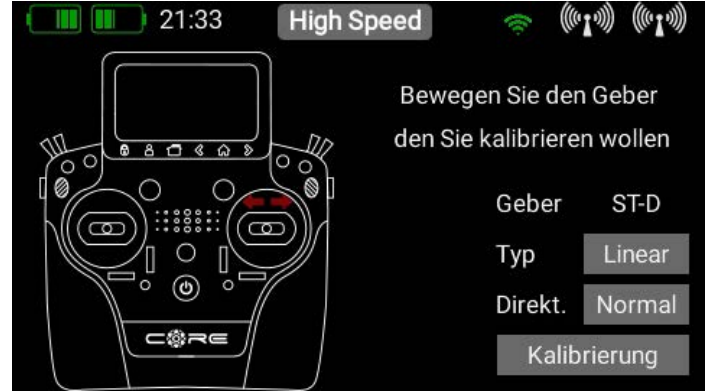 21:33
High Speed
Bewegen Sie den Geber
den Sie kalibrieren wollen
Geber ST-D
Typ Linear
Direkt. Normal
Kalibrierung
CORE